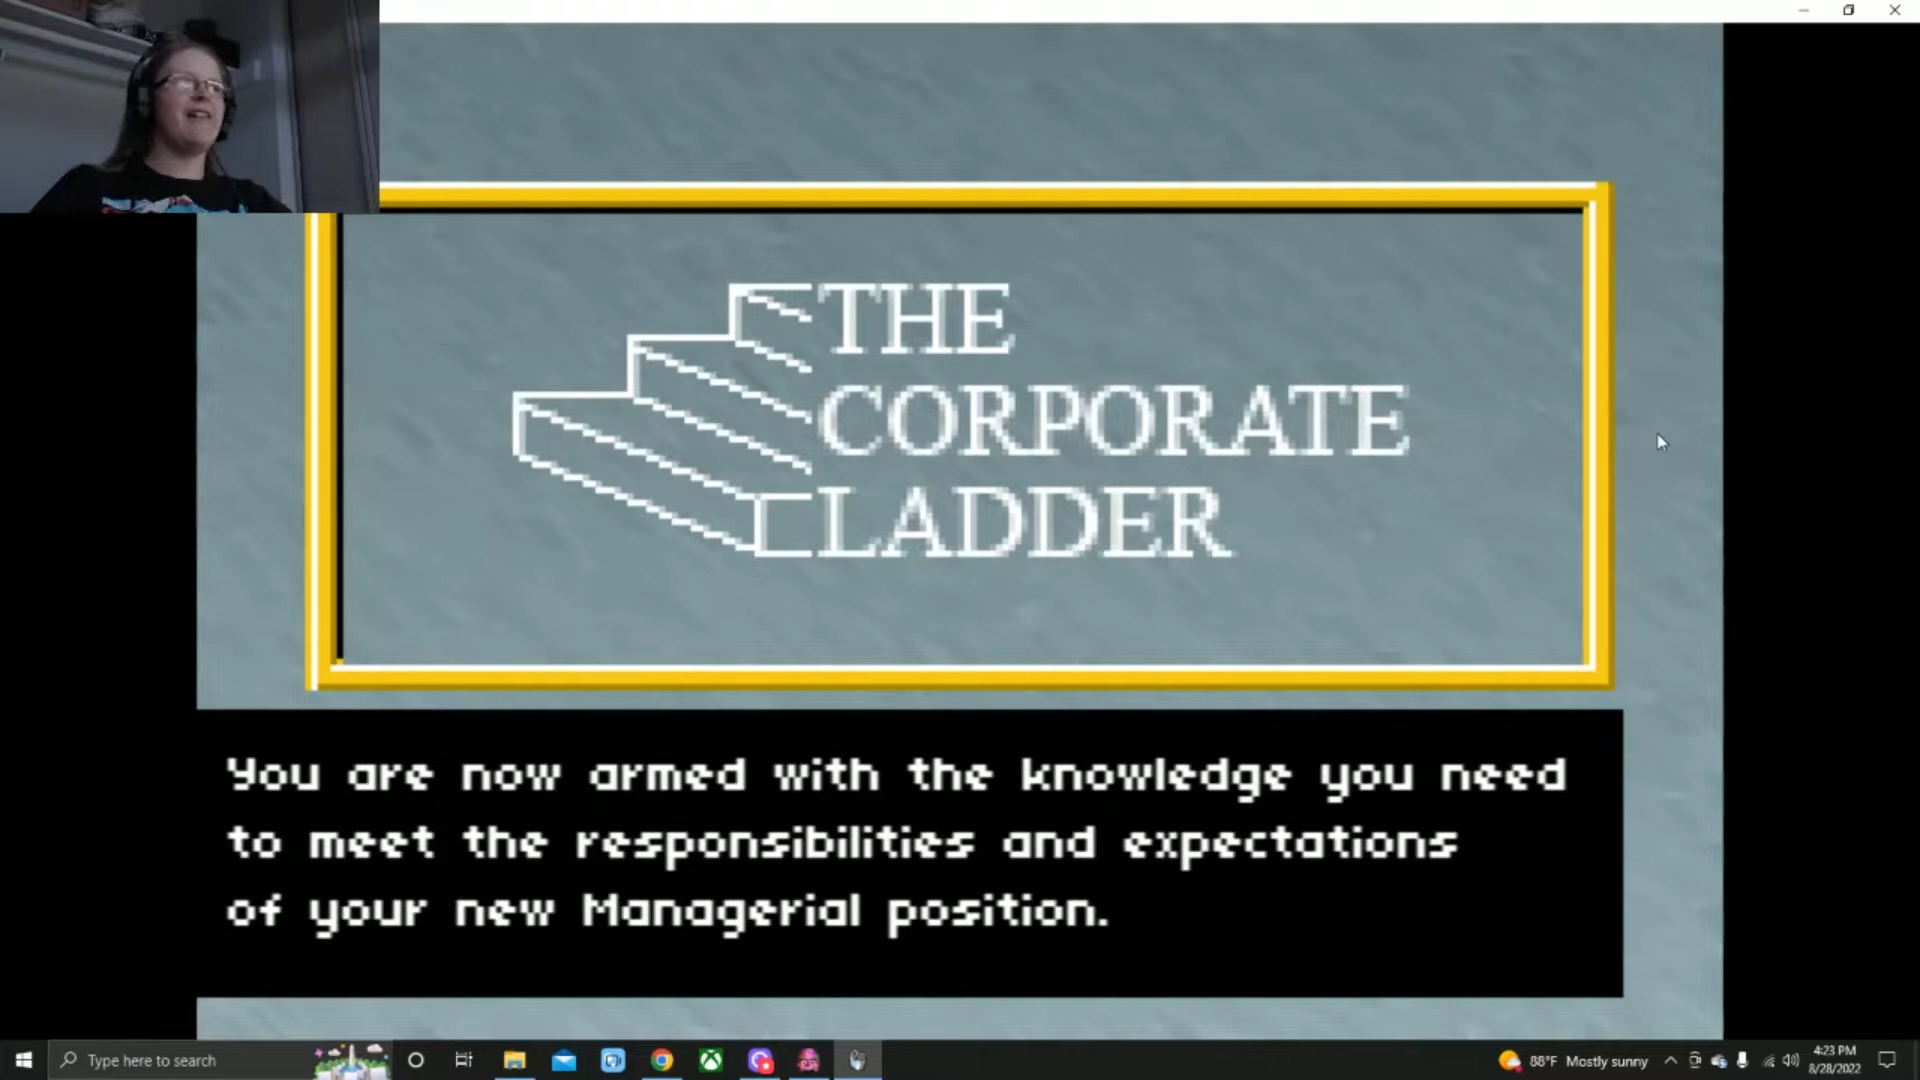 THE
CORPORATE
LADDER
You are now armed with the knowledge you need
to meet the responsibilities and expectations
of your new Managerial position.
Type here to search
88°F Mostly sunny
4:23 PM
8/28/2022